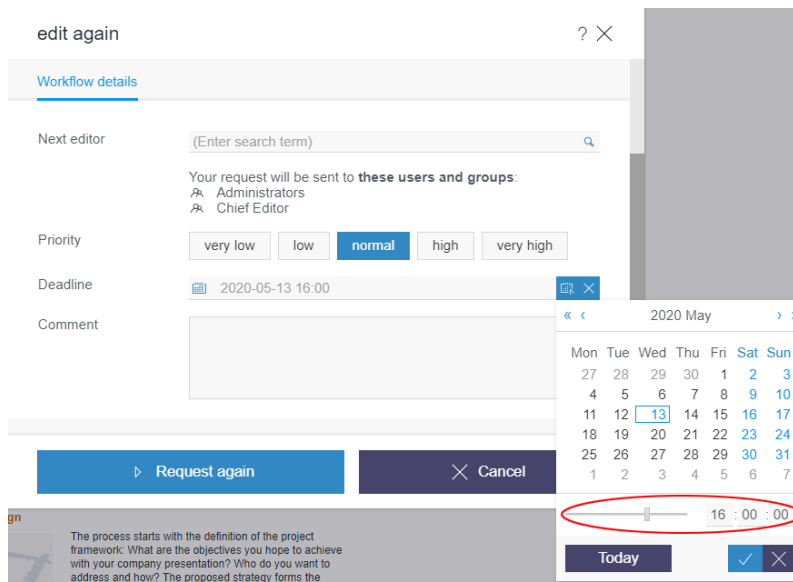 edit again ?
Workflow details
Next editor (Enter search term)
Your request will be sent to these users and groups:
Administrators
Chief Editor
Priority very low low normal high very high
Deadline 2020-05-13 16:00
Comment
« ‹ 2020 May ›
Mon Tue Wed Thu Fri Sat Sun
27 28 29 30 1 2 3
4 5 6 7 8 9 10
11 12 13 14 15 16 17
18 19 20 21 22 23 24
25 26 27 28 29 30 31
1 2 3 4 5 6 7
16 : 00 : 00
Today
Request again Cancel
gn
The process starts with the definition of the project
framework: What are the objectives you hope to achieve
with your company presentation? Who do you want to
address and how? The proposed strategy forms the